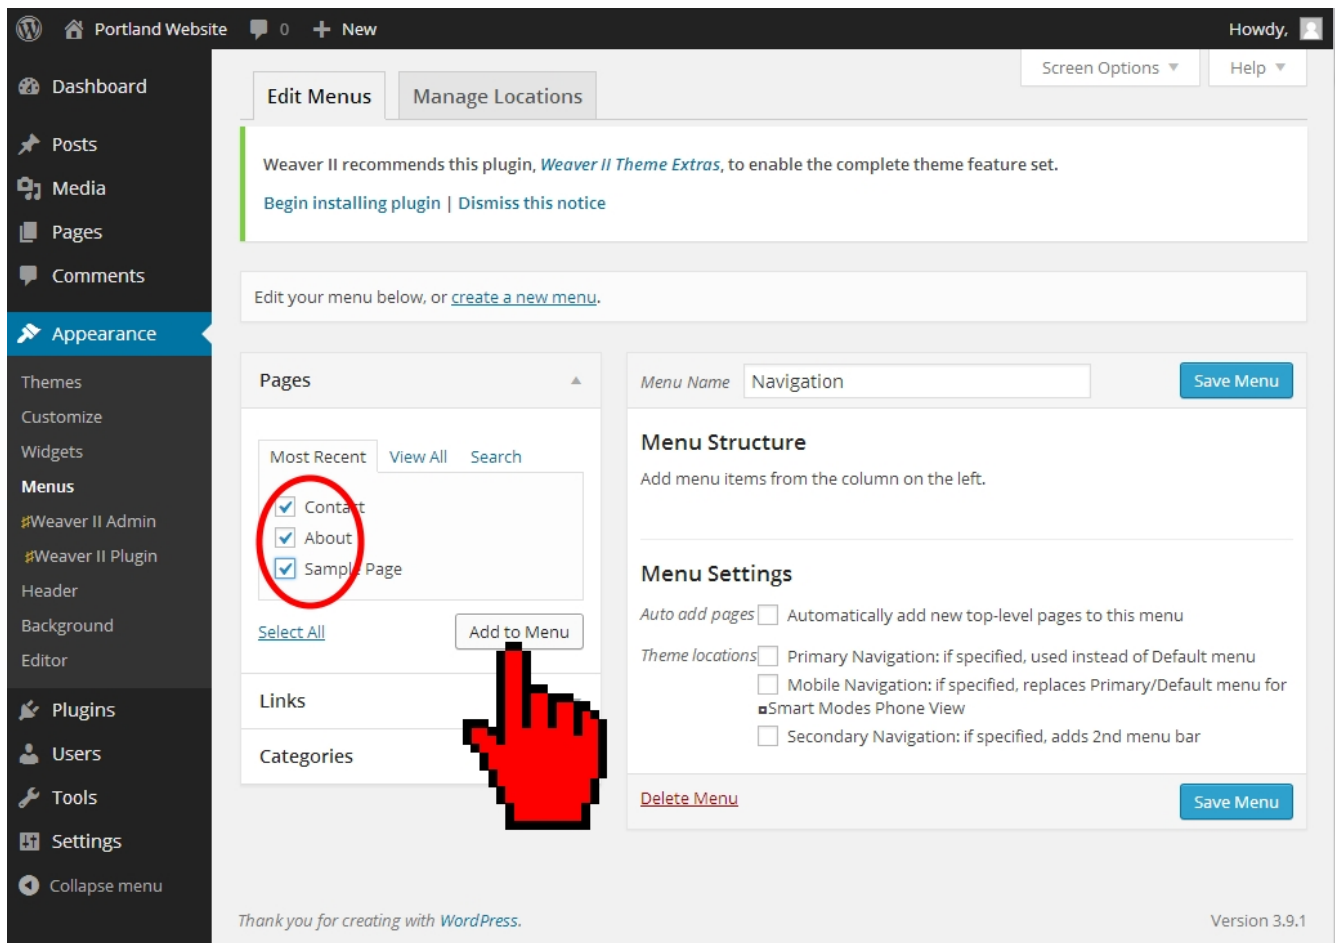 Portland Website 0 New Howdy,
Screen Options Help
Dashboard
Posts
Media
Pages
Comments
Appearance
Themes
Customize
Widgets
Menus
Weaver II Admin
Weaver II Plugin
Header
Background
Editor
Plugins
Users
Tools
Settings
Collapse menu
Edit Menus Manage Locations
Weaver II recommends this plugin, Weaver II Theme Extras, to enable the complete theme feature set.
Begin installing plugin | Dismiss this notice
Edit your menu below, or create a new menu.
Pages
Most Recent View All Search
Contact
About
Sample Page
Select All Add to Menu
Links
Categories
Menu Name Navigation Save Menu
Menu Structure
Add menu items from the column on the left.
Menu Settings
Auto add pages Automatically add new top-level pages to this menu
Theme locations Primary Navigation: if specified, used instead of Default menu
Mobile Navigation: if specified, replaces Primary/Default menu for
Smart Modes Phone View
Secondary Navigation: if specified, adds 2nd menu bar
Delete Menu Save Menu
Thank you for creating with WordPress. Version 3.9.1